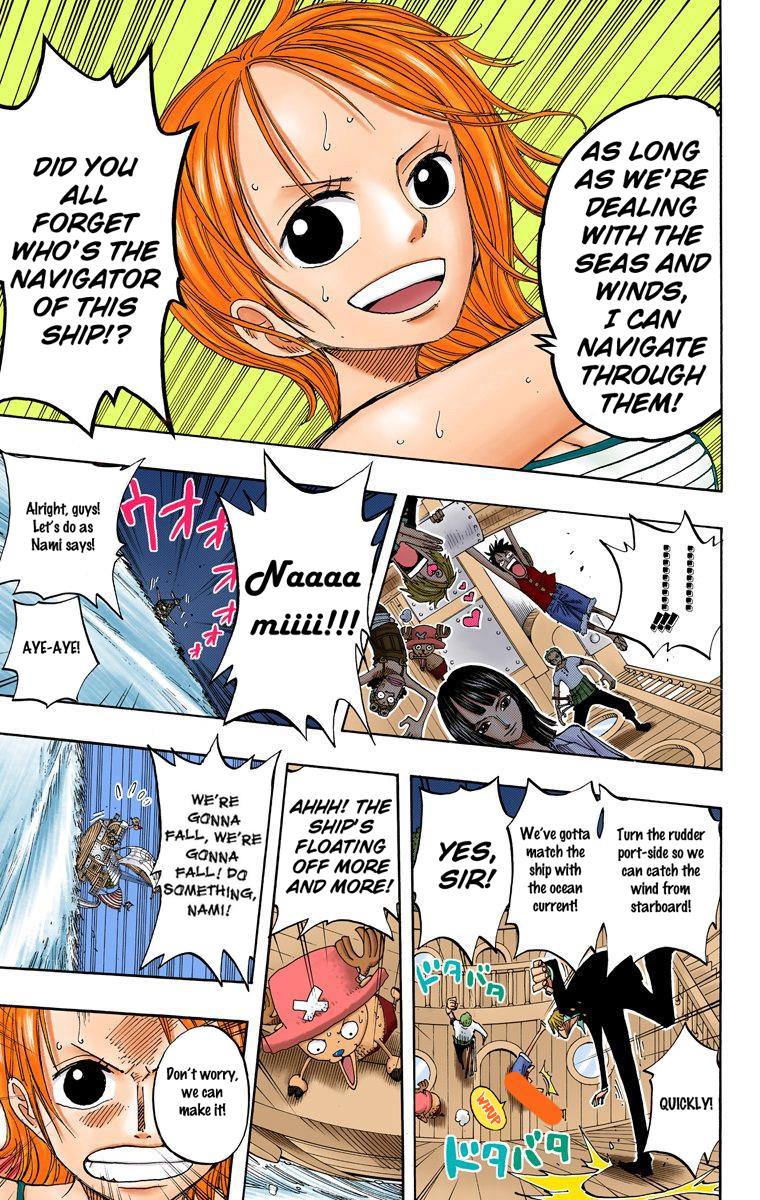 AS LONG
AS WE'RE
DEALING
WITH THE
SEAS AND
WINDS,
I CAN
NAVIGATE
THROUGH
THEM!
DID YOU
ALL
FORGET
WHO'S THE
NAVIGATOR
OF THIS
SHIP!?
!!!
Naaaa
miiii!!!
ウオオオオオ
Alright, guys!
Let's do as
Nami says!
AYE-AYE!
Turn the rudder
port-side so we
can catch the
wind from
starboard!
We've gotta
match the
ship with
the ocean
current!
YES,
SIR!
ドタバタ
QUICKLY!
WHUP
ドタバタ
AHHH! THE
SHIP'S
FLOATING
OFF MORE
AND MORE!
WE'RE
GONNA
FALL, WE'RE
GONNA
FALL! DO
SOMETHING,
NAMI!
Don't worry,
we can
make it!